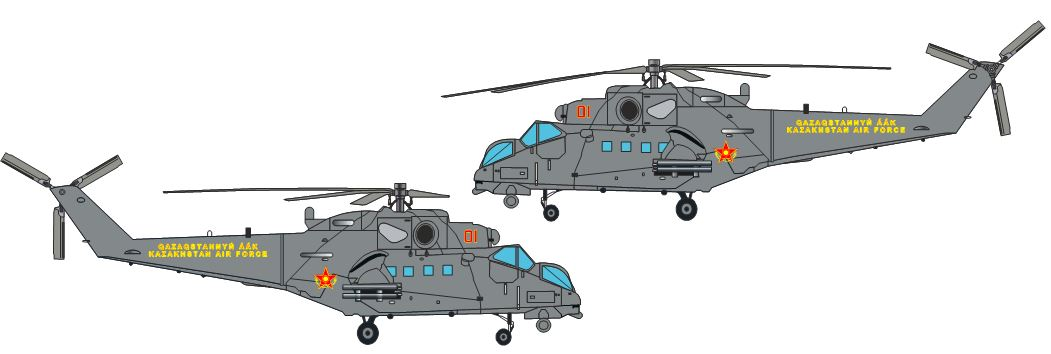 01
QAZAQSTANNYŃ ÁÁK
KAZAKHSTAN AIR FORCE
QAZAQSTANNYŃ ÁÁK
KAZAKHSTAN AIR FORCE
01